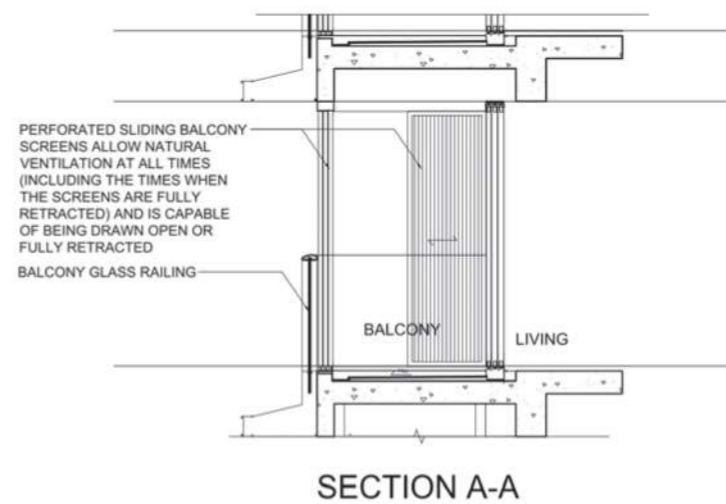 PERFORATED SLIDING BALCONY
SCREENS ALLOW NATURAL
VENTILATION AT ALL TIMES
(INCLUDING THE TIMES WHEN
THE SCREENS ARE FULLY
RETRACTED) AND IS CAPABLE
OF BEING DRAWN OPEN OR
FULLY RETRACTED
BALCONY GLASS RAILING
BALCONY
LIVING
SECTION A-A